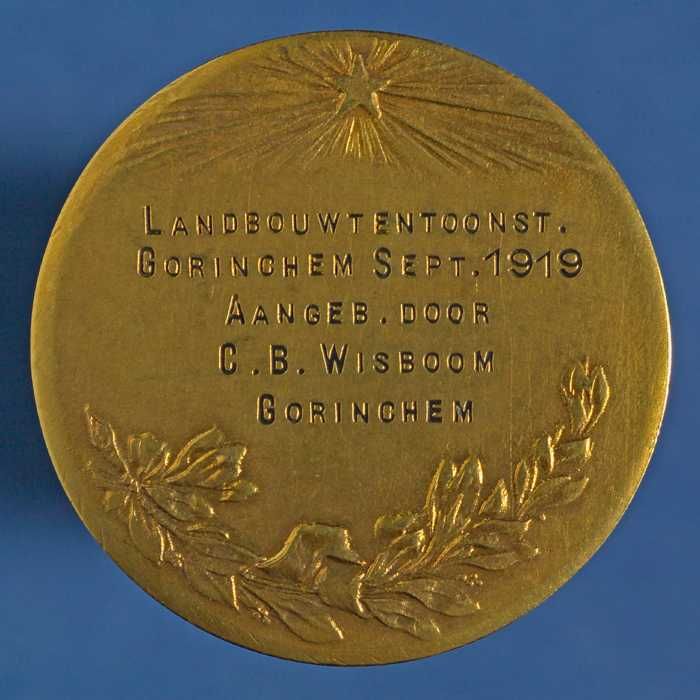 LANDBOUWTENTOONST.
GORINCHEM SEPT. 1919
AANGEB. DOOR
C. B. WISBOOM
GORINCHEM